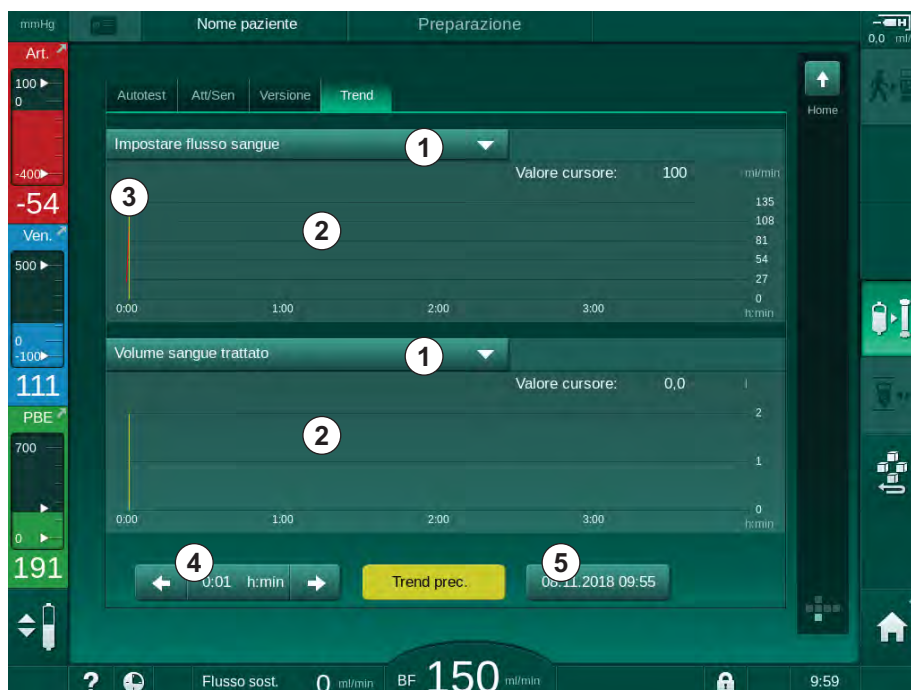 mmHg
Nome paziente
Preparazione
0,0 ml/
Art.
100
0
-400
-54
Ven.
500
0
-100
111
PBE
700
0
191
Autotest Att/Sen Versione Trend
Home
Impostare flusso sangue
1
Valore cursore: 100 ml/min
3
2
135
108
81
54
27
0
0:00 1:00 2:00 3:00 h:min
Volume sangue trattato
1
Valore cursore: 0,0 l
2
2
1
0
0:00 1:00 2:00 3:00 h:min
4
5
0:01 h:min
Trend prec.
08.11.2018 09:55
? Flusso sost. 0 ml/min BF 150 ml/min 9:59